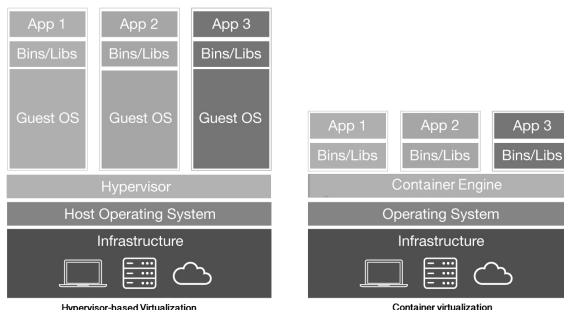 App 1
App 2
App 3
Bins/Libs
Bins/Libs
Bins/Libs
Guest OS
Guest OS
Guest OS
Hypervisor
Host Operating System
Infrastructure
Hypervisor-based Virtualization
App 1
App 2
App 3
Bins/Libs
Bins/Libs
Bins/Libs
Container Engine
Operating System
Infrastructure
Container virtualization